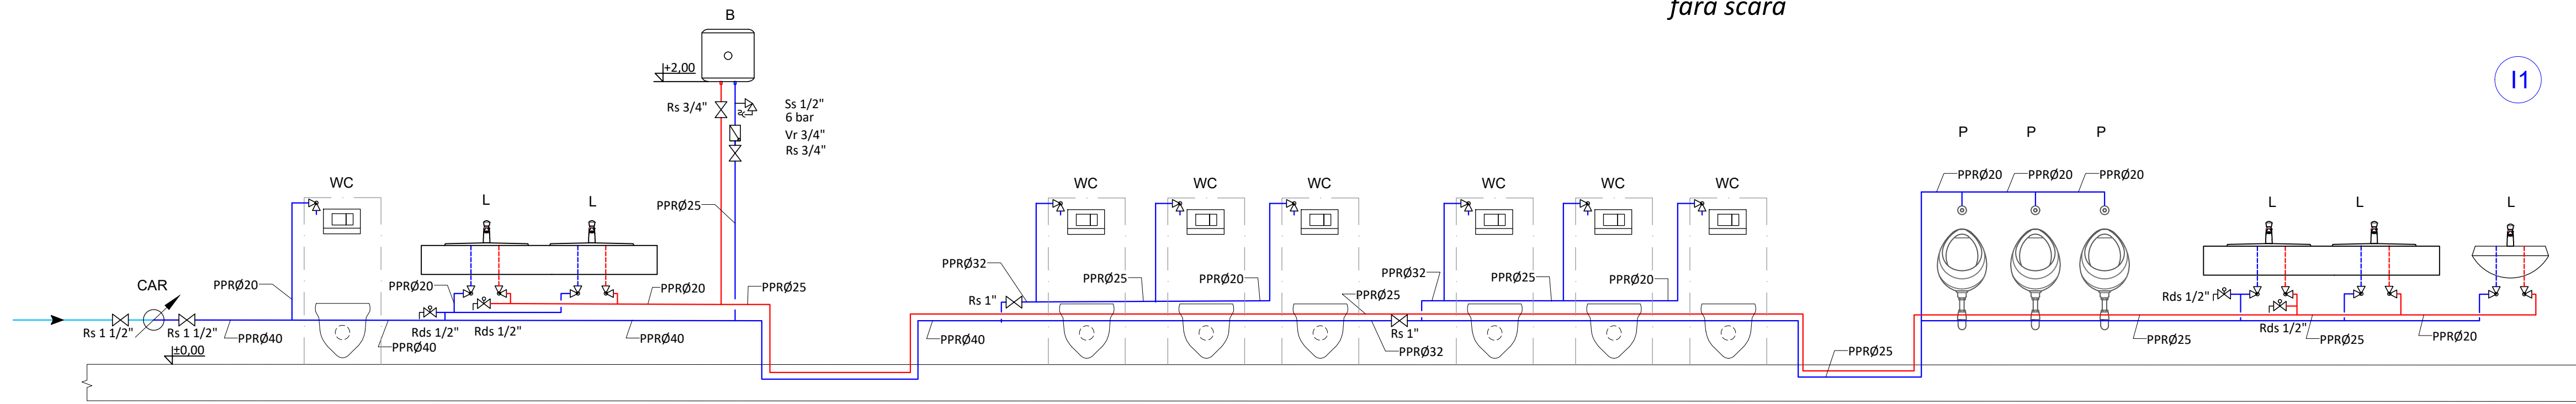 fara scara
B
I1
+2,00
Rs 3/4"
Ss 1/2"
6 bar
Vr 3/4"
Rs 3/4"
P
P
P
WC
WC
WC
WC
WC
WC
WC
PPRØ20
PPRØ20
PPRØ20
L
L
PPRØ25
L
L
L
PPRØ32
PPRØ25
PPRØ20
PPRØ32
PPRØ25
PPRØ20
CAR
PPRØ20
PPRØ20
PPRØ20
PPRØ25
Rs 1"
PPRØ25
Rds 1/2"
Rs 1 1/2"
Rs 1 1/2"
Rds 1/2"
Rds 1/2"
Rs 1"
Rds 1/2"
PPRØ40
PPRØ40
PPRØ40
PPRØ40
PPRØ32
PPRØ25
PPRØ25
PPRØ25
PPRØ20
±0,00